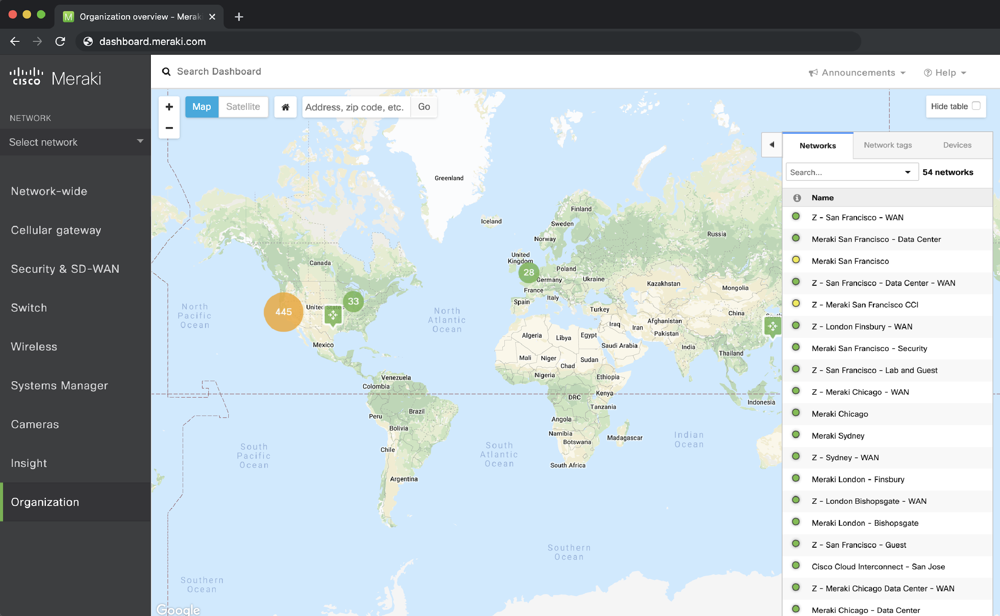 Organization overview - Merak
dashboard.meraki.com
cisco Meraki
Search Dashboard
Announcements
Help
NETWORK
Select network
Network-wide
Cellular gateway
Security & SD-WAN
Switch
Wireless
Systems Manager
Cameras
Insight
Organization
Map
Satellite
Address, zip code, etc.
Go
Hide table
Greenland
Iceland
Finland
Sweden
Norway
Russia
United
Kingdom
28
Poland
Germany
Ukraine
France
Kazakhstan
Mongolia
Italy
Spain
Turkey
China
South
Canada
445
United States
33
Mexico
North
Pacific
Ocean
North
Atlantic
Ocean
Iraq
Iran
Afghanistan
Pakistan
Algeria
Libya
Egypt
Saudi Arabia
India
Thailand
Mali
Niger
Chad
Sudan
Nigeria
Ethiopia
Venezuela
Colombia
DRC
Kenya
Tanzania
Indonesia
Brazil
Peru
Bolivia
Angola
Namibia
Botswana
Madagascar
Indian
Ocean
South
Pacific
Ocean
Chile
South
Atlantic
Ocean
South Africa
Argentina
Southern
Ocean
Southern
Ocean
Google
Networks
Network tags
Devices
Search...
54 networks
Name
Z - San Francisco - WAN
Meraki San Francisco - Data Center
Meraki San Francisco
Z - San Francisco - Data Center - WAN
Z - Meraki San Francisco CCI
Z - London Finsbury - WAN
Meraki San Francisco - Security
Z - San Francisco - Lab and Guest
Z - Meraki Chicago - WAN
Meraki Chicago
Meraki Sydney
Z - Sydney - WAN
Meraki London - Finsbury
Z - London Bishopsgate - WAN
Meraki London - Bishopsgate
Z - San Francisco - Guest
Cisco Cloud Interconnect - San Jose
Z - Meraki Chicago Data Center - WAN
Meraki Chicago - Data Center